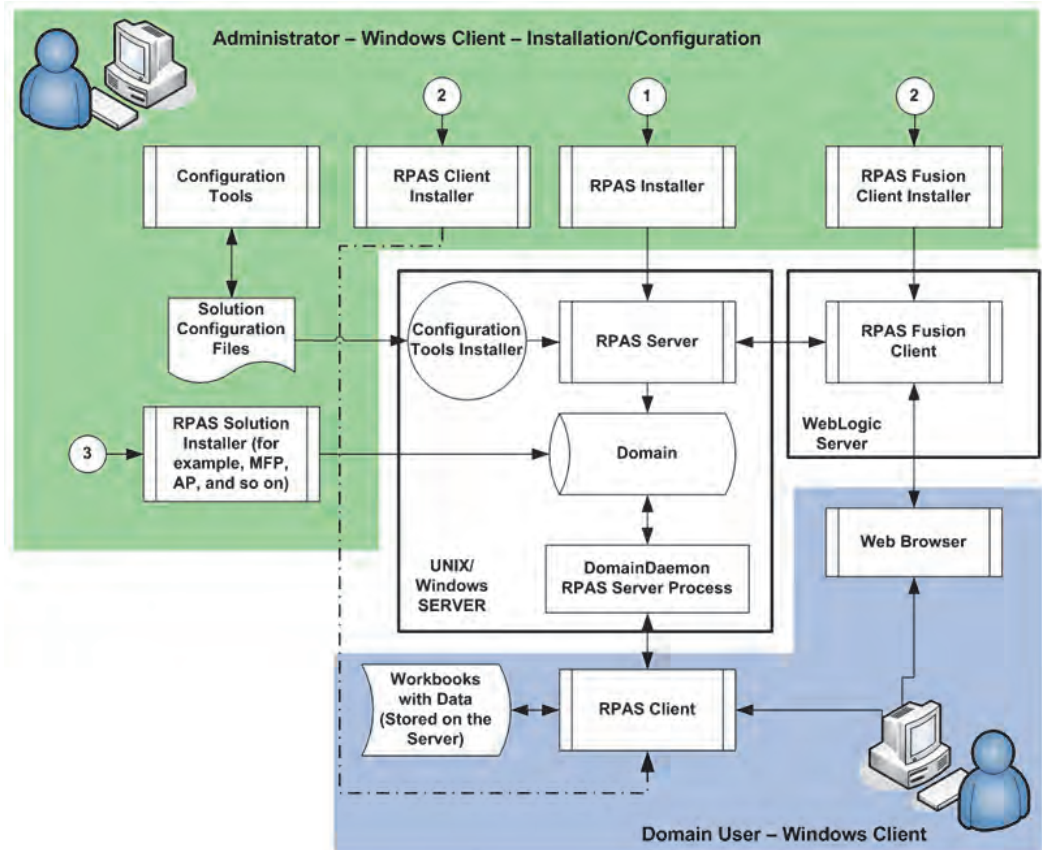 Administrator – Windows Client – Installation/Configuration
2
1
2
Configuration
Tools
RPAS Client
Installer
RPAS Installer
RPAS Fusion
Client Installer
Solution
Configuration
Files
Configuration
Tools Installer
RPAS Server
RPAS Fusion
Client
WebLogic
Server
3
RPAS Solution
Installer (for
example, MFP,
AP, and so on)
Domain
UNIX/
Windows
SERVER
DomainDaemon
RPAS Server Process
Web Browser
Workbooks
with Data
(Stored on the
Server)
RPAS Client
Domain User – Windows Client